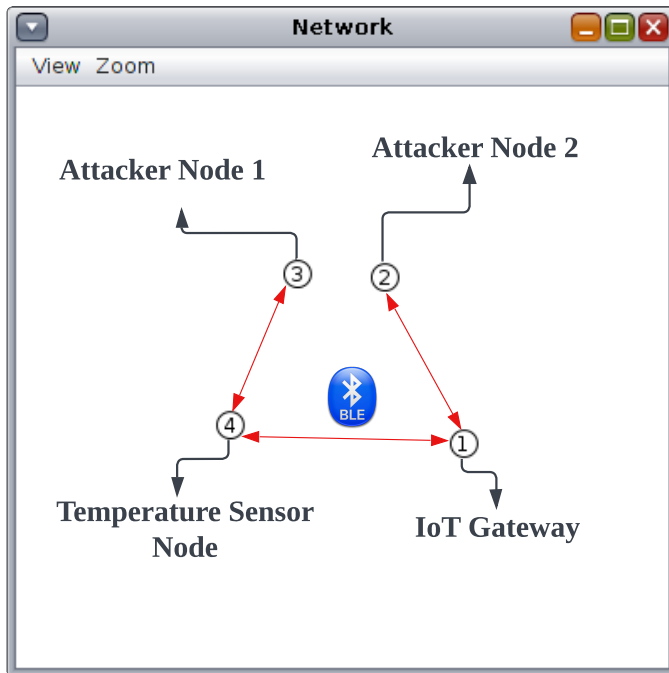 Network
View Zoom
Attacker Node 1
Attacker Node 2
3
2
BLE
4
1
Temperature Sensor
Node
IoT Gateway